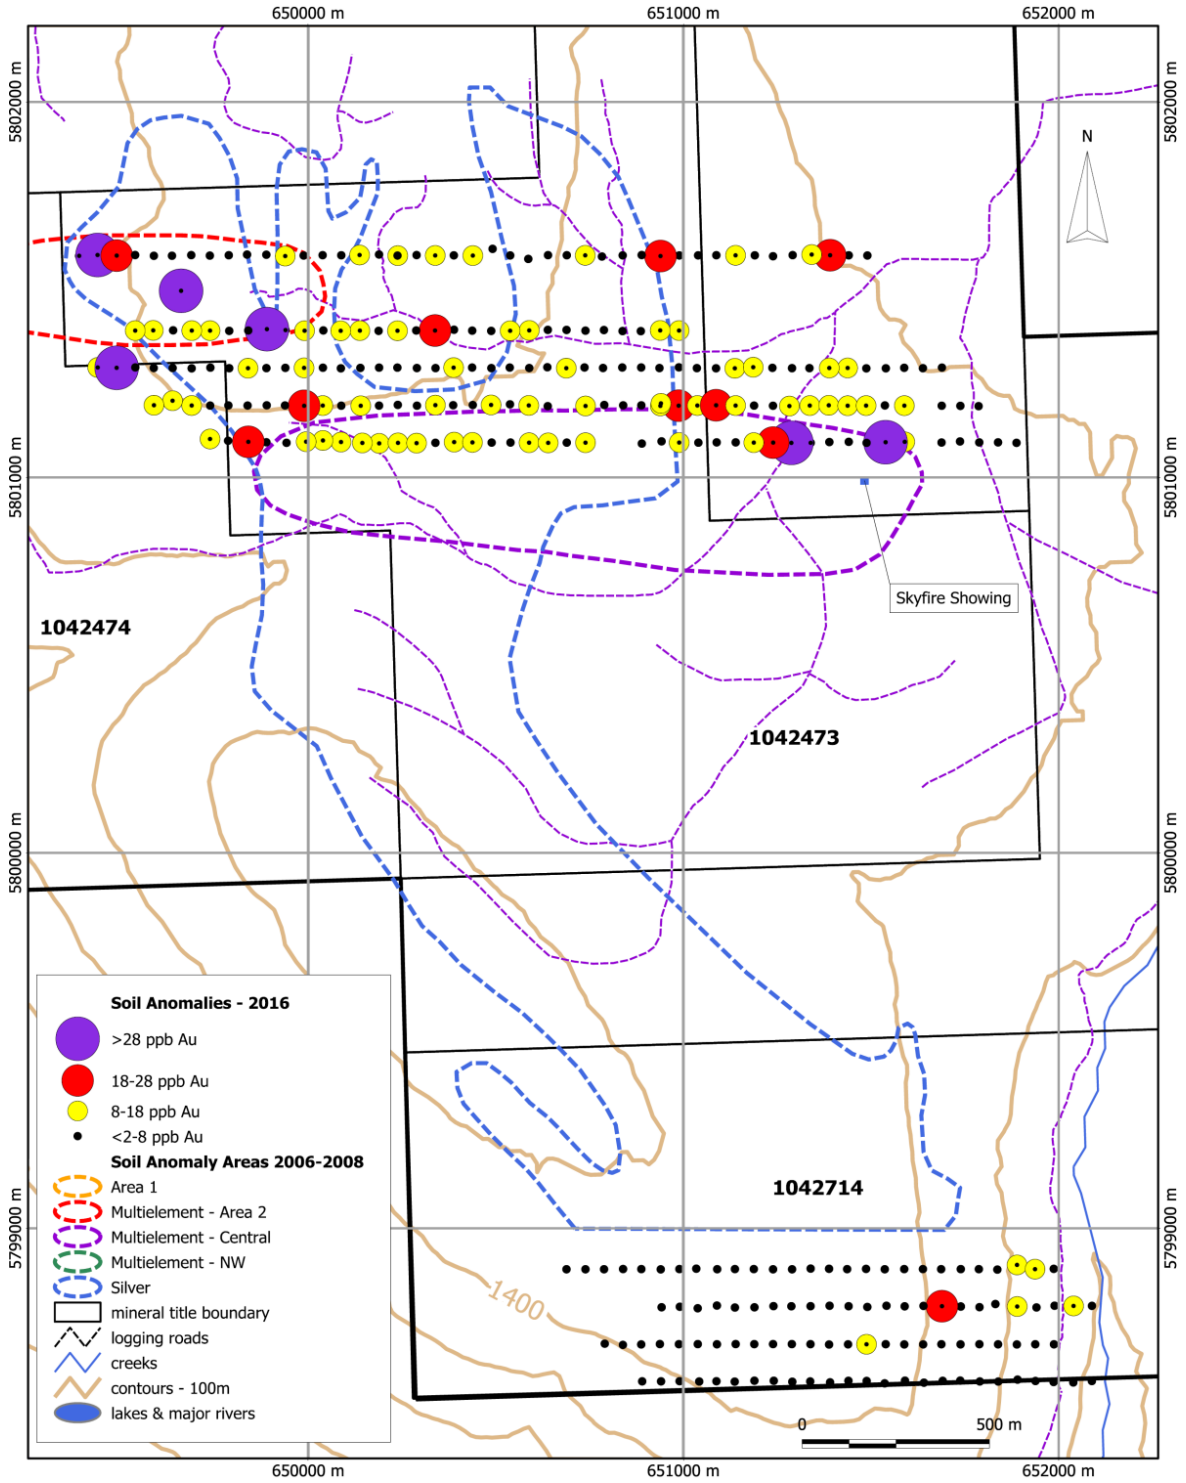 650000 m
651000 m
652000 m
5802000 m
5802000 m
N
5801000 m
5801000 m
Skyfire Showing
1042474
1042473
5800000 m
5800000 m
1042714
5799000 m
5799000 m
1400
Soil Anomalies - 2016
>28 ppb Au
18-28 ppb Au
8-18 ppb Au
<2-8 ppb Au
Soil Anomaly Areas 2006-2008
Area 1
Multielement - Area 2
Multielement - Central
Multielement - NW
Silver
mineral title boundary
logging roads
creeks
contours - 100m
lakes & major rivers
0
500 m
650000 m
651000 m
652000 m